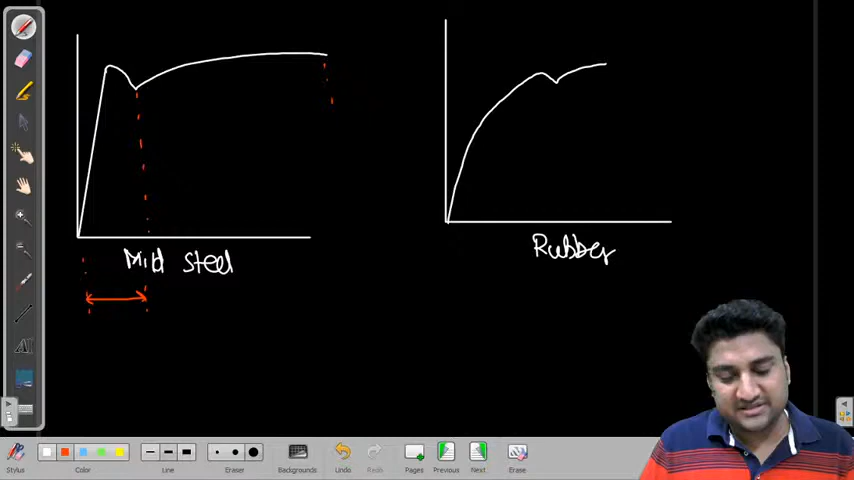 Mid Steel
Rubber
Stylus
Color
Line
Eraser
Backgrounds
Undo
Redo
Pages
Previous
Next
Erase